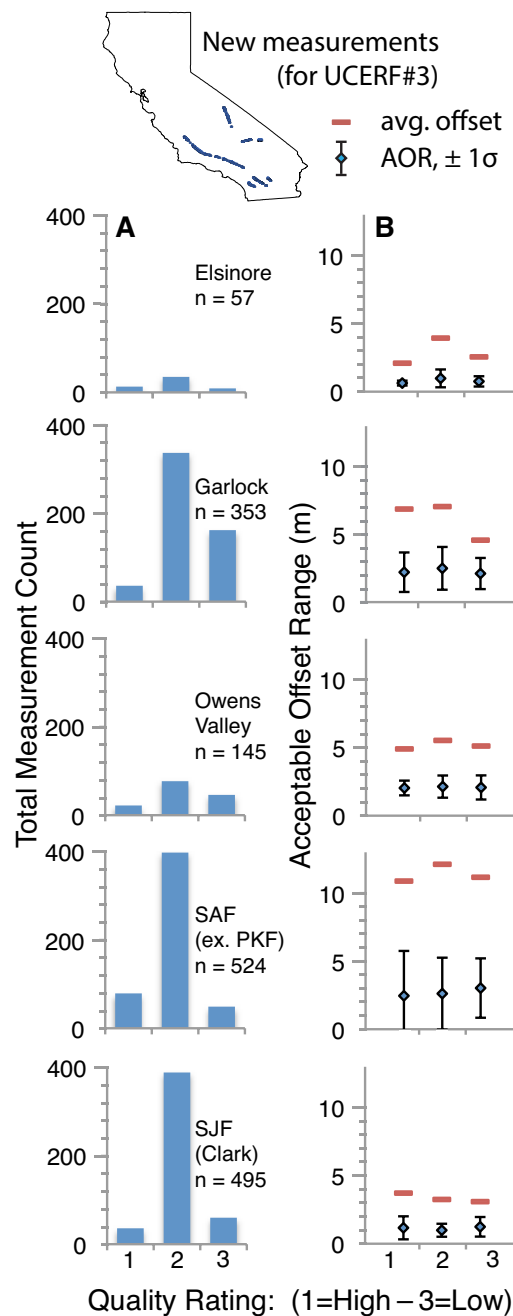 New measurements
(for UCERF#3)
avg. offset
AOR, ± 1σ
A
B
Total Measurement Count
Acceptable Offset Range (m)
400
200
0
Elsinore
n = 57
10
5
0
400
200
0
Garlock
n = 353
10
5
0
400
200
0
Owens
Valley
n = 145
10
5
0
400
200
0
SAF
(ex. PKF)
n = 524
10
5
0
400
200
0
SJF
(Clark)
n = 495
10
5
0
1 2 3
1 2 3
Quality Rating: (1=High – 3=Low)